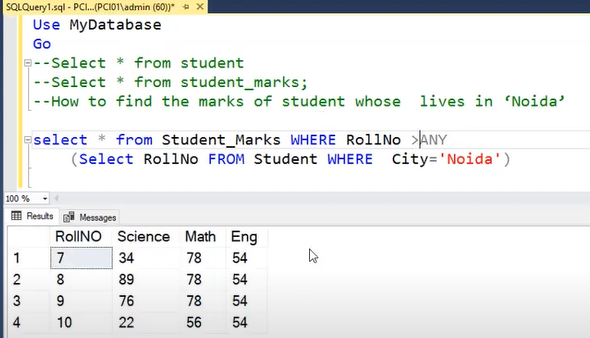 SQLQuery1.sql - PCI...(PCI01\admin (60))*
Use MyDatabase
Go
--Select * from student
--Select * from student_marks;
--How to find the marks of student whose  lives in ‘Noida’
select * from Student_Marks WHERE RollNo >ANY
(Select RollNo FROM Student WHERE  City='Noida')
100 %
Results Messages
RollNO Science Math Eng
1 7 34 78 54
2 8 89 78 54
3 9 76 78 54
4 10 22 56 54